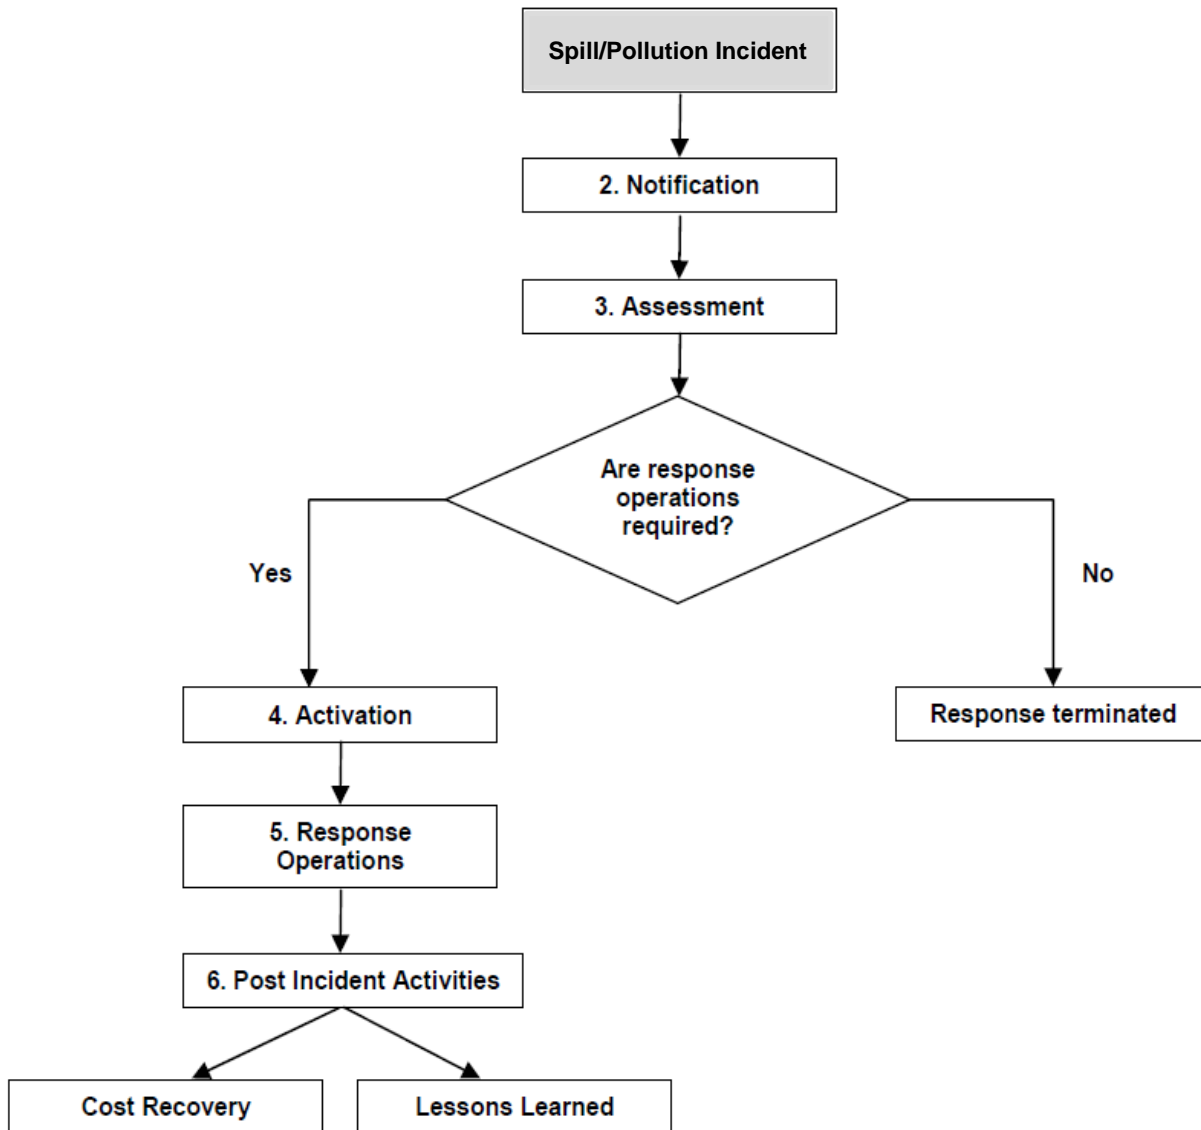 Spill/Pollution Incident
2. Notification
3. Assessment
Are response
operations
required?
Yes
No
4. Activation
Response terminated
5. Response
Operations
6. Post Incident Activities
Cost Recovery
Lessons Learned